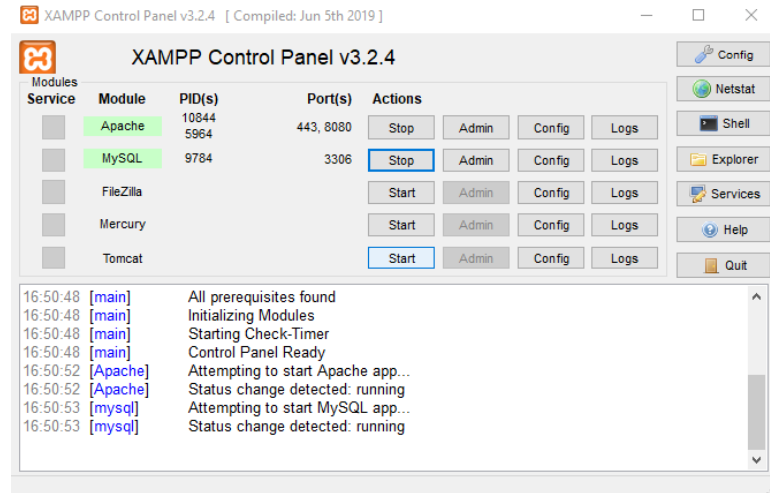 XAMPP Control Panel v3.2.4 [ Compiled: Jun 5th 2019 ]
XAMPP Control Panel v3.2.4
Config
Modules
Service Module PID(s) Port(s) Actions
Netstat
Apache 10844 5964 443, 8080 Stop Admin Config Logs
Shell
MySQL 9784 3306 Stop Admin Config Logs
Explorer
FileZilla Start Admin Config Logs
Services
Mercury Start Admin Config Logs
Help
Tomcat Start Admin Config Logs
Quit
16:50:48 [main] All prerequisites found
16:50:48 [main] Initializing Modules
16:50:48 [main] Starting Check-Timer
16:50:48 [main] Control Panel Ready
16:50:52 [Apache] Attempting to start Apache app...
16:50:52 [Apache] Status change detected: running
16:50:53 [mysql] Attempting to start MySQL app...
16:50:53 [mysql] Status change detected: running